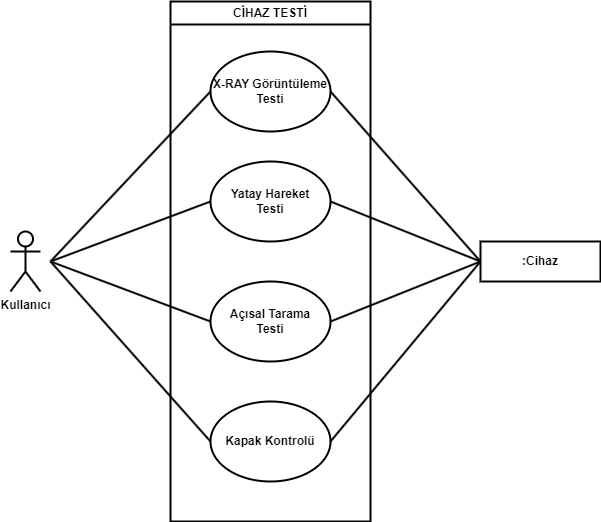 CİHAZ TESTİ
X-RAY Görüntüleme
Testi
Yatay Hareket
Testi
Kullanıcı
:Cihaz
Açısal Tarama
Testi
Kapak Kontrolü